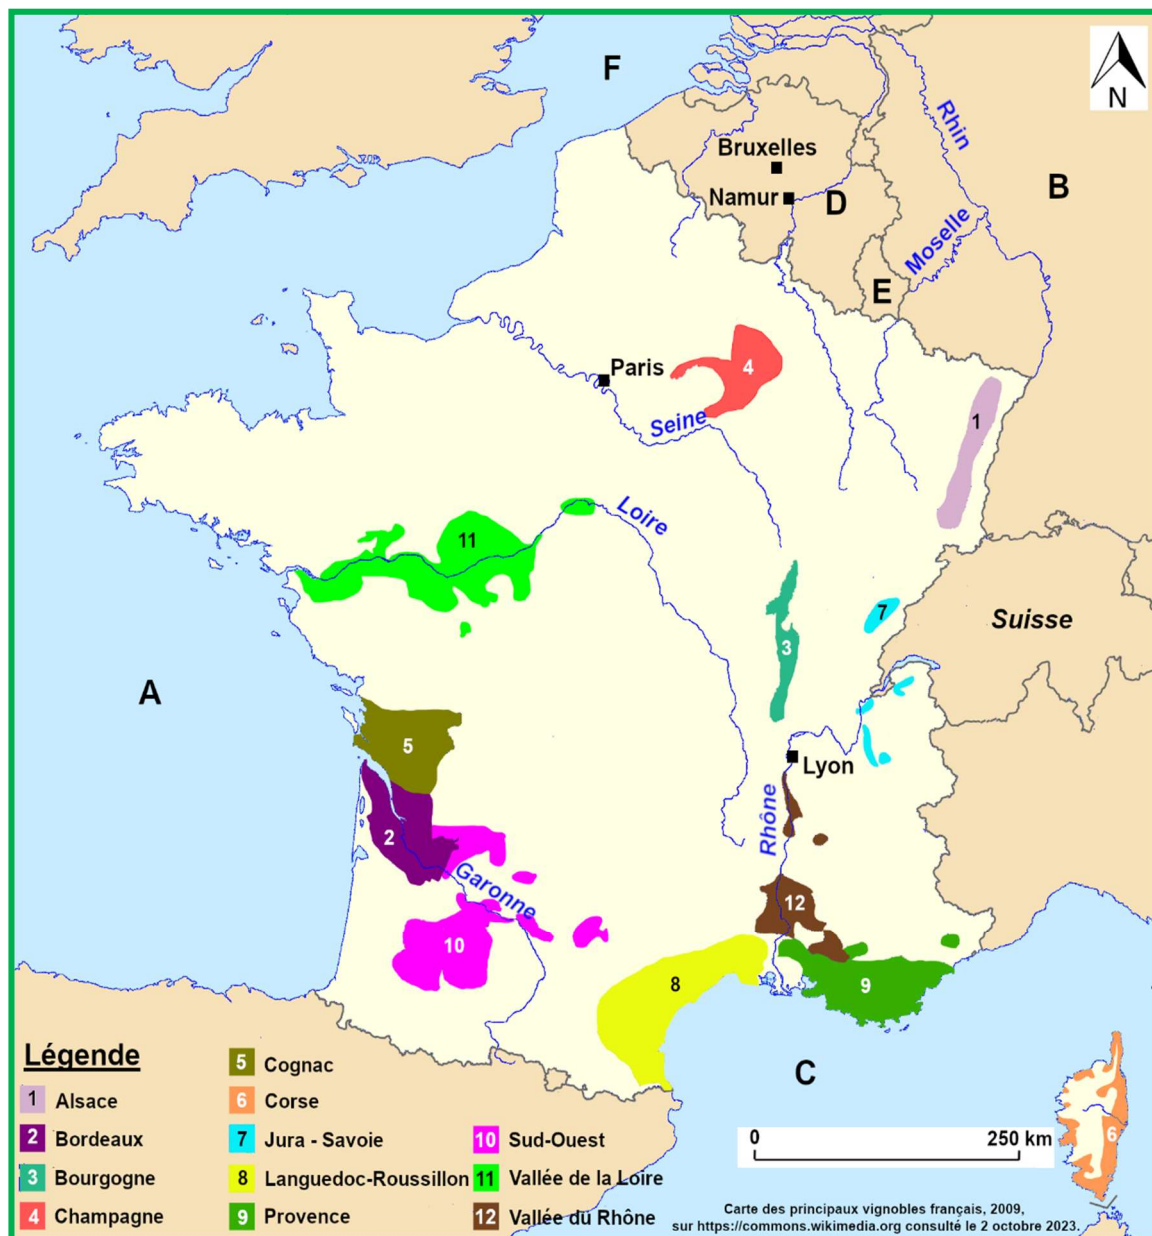 F
N
Rhin
Bruxelles
B
Namur
D
Moselle
E
Paris
4
Seine
1
Loire
11
7
Suisse
3
A
5
Lyon
Rhône
2
Garonne
12
10
8
9
C
6
Légende
1 Alsace
2 Bordeaux
3 Bourgogne
4 Champagne
5 Cognac
6 Corse
7 Jura - Savoie
8 Languedoc-Roussillon
9 Provence
10 Sud-Ouest
11 Vallée de la Loire
12 Vallée du Rhône
0 250 km
Carte des principaux vignobles français, 2009,
sur https://commons.wikimedia.org consulté le 2 octobre 2023.